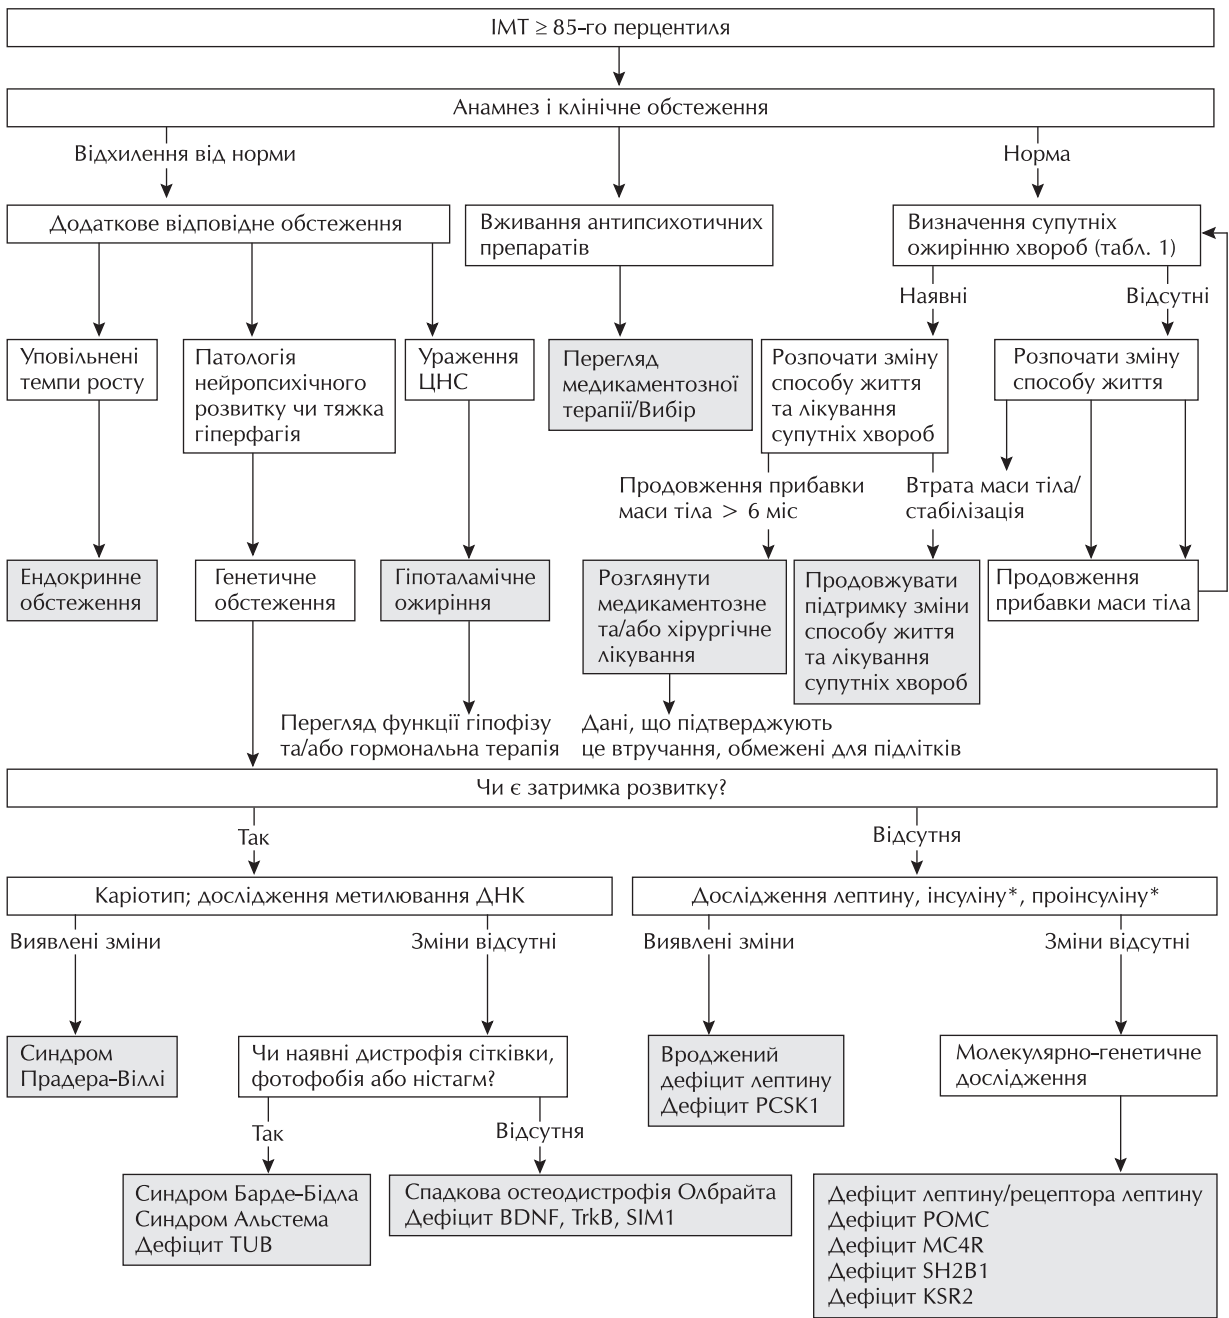 ІМТ ≥ 85-го перцентиля
Анамнез і клінічне обстеження
Відхилення від норми
Норма
Додаткове відповідне обстеження
Вживання антипсихотичних
препаратів
Визначення супутніх
ожирінню хвороб (табл. 1)
Наявні
Відсутні
Уповільнені
темпи росту
Патологія
нейропсихічного
розвитку чи тяжка
гіперфагія
Ураження
ЦНС
Перегляд
медикаментозної
терапії/Вибір
Розпочати зміну
способу життя
та лікування
супутніх хвороб
Розпочати зміну
способу життя
Продовження прибавки
маси тіла > 6 міс
Втрата маси тіла/
стабілізація
Ендокринне
обстеження
Генетичне
обстеження
Гіпоталамічне
ожиріння
Розглянути
медикаментозне
та/або хірургічне
лікування
Продовжувати
підтримку зміни
способу життя
та лікування
супутніх хвороб
Продовження
прибавки маси тіла
Перегляд функції гіпофізу
та/або гормональна терапія
Дані, що підтверджують
це втручання, обмежені для підлітків
Чи є затримка розвитку?
Так
Відсутня
Каріотип; дослідження метилювання ДНК
Дослідження лептину, інсуліну*, проінсуліну*
Виявлені зміни
Зміни відсутні
Виявлені зміни
Зміни відсутні
Синдром
Прадера-Віллі
Чи наявні дистрофія сітківки,
фотофобія або ністагм?
Вроджений
дефіцит лептину
Дефіцит PCSK1
Молекулярно-генетичне
дослідження
Так
Відсутня
Синдром Барде-Бідла
Синдром Альстема
Дефіцит TUB
Спадкова остеодистрофія Олбрайта
Дефіцит BDNF, TrkB, SIM1
Дефіцит лептину/рецептора лептину
Дефіцит POMC
Дефіцит MC4R
Дефіцит SH2B1
Дефіцит KSR2